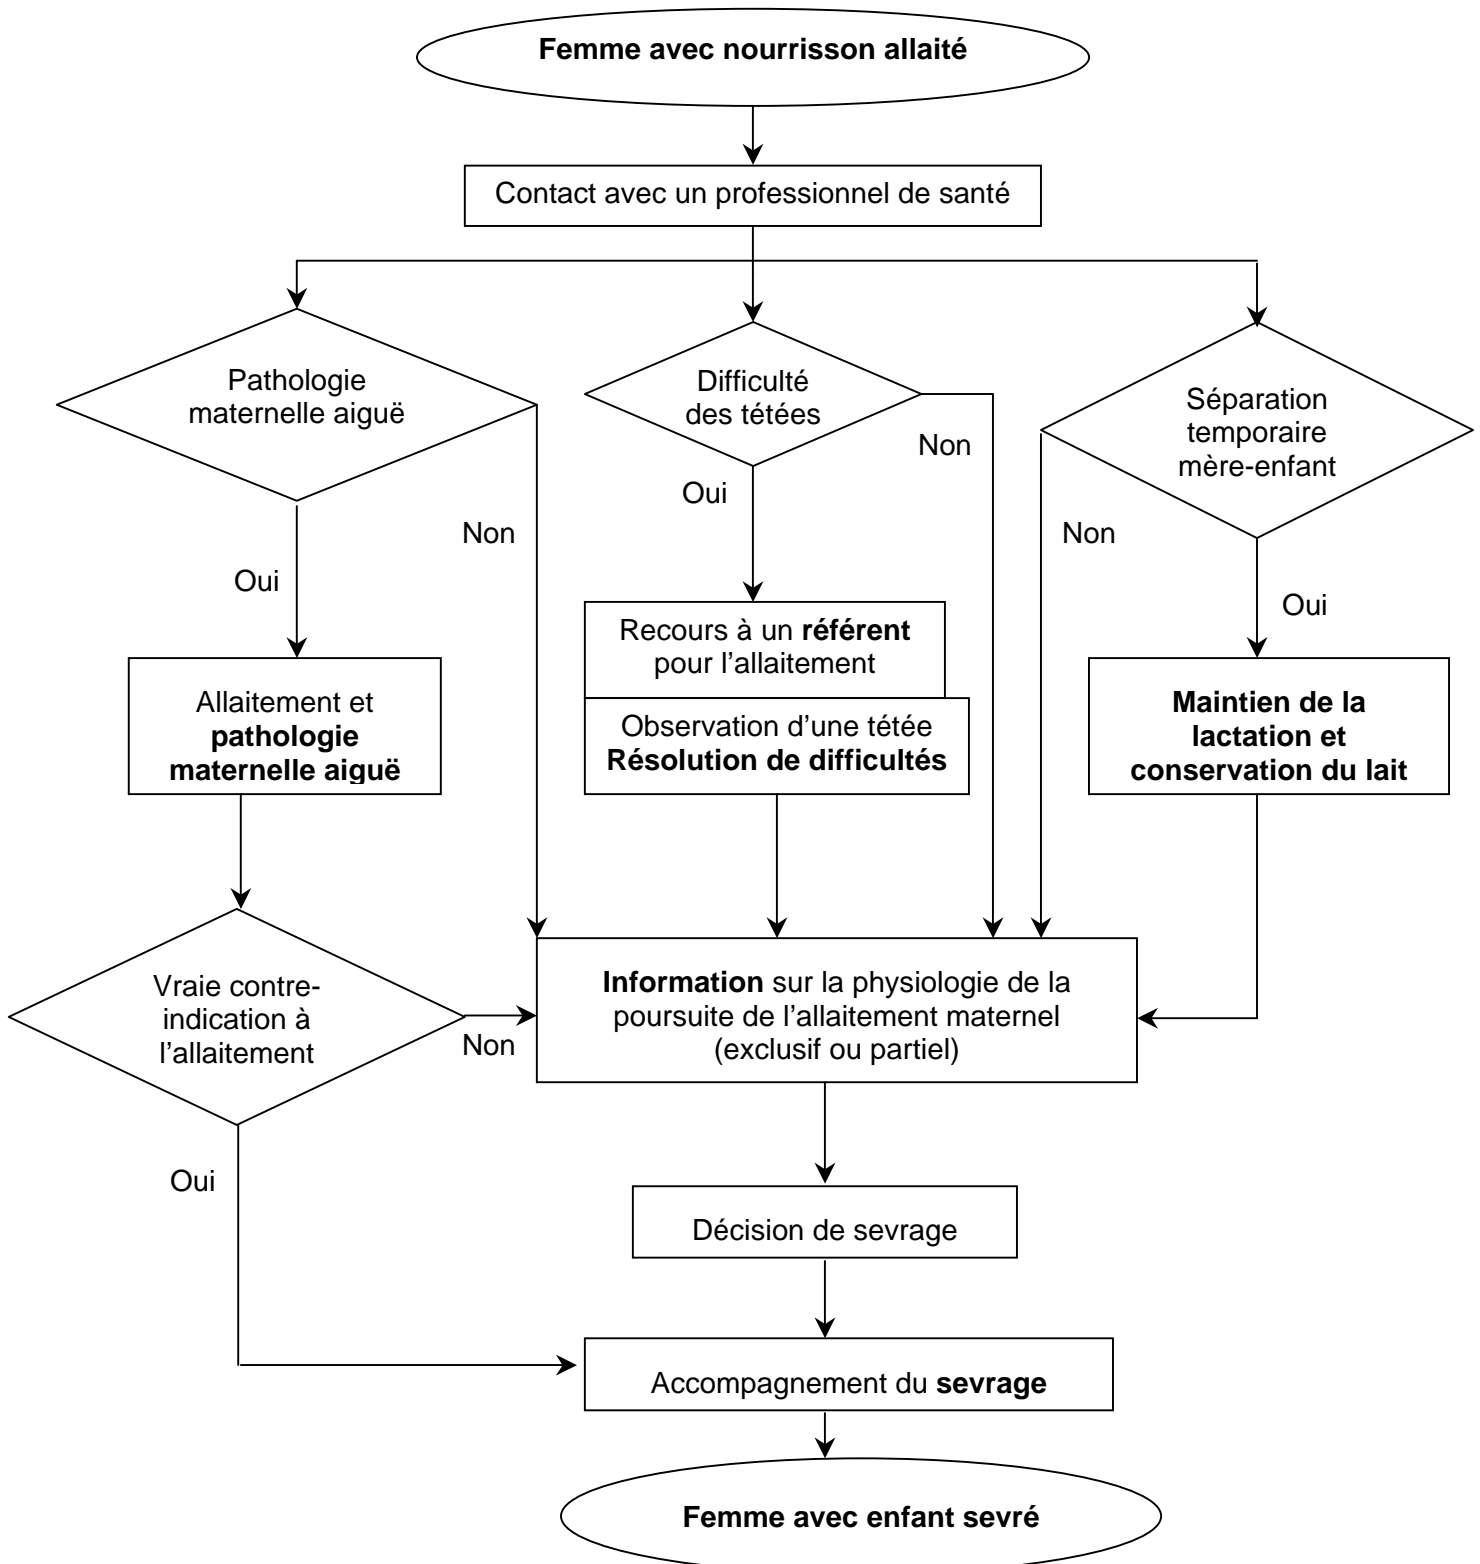 Femme avec nourrisson allaité
Contact avec un professionnel de santé
Pathologie
maternelle aiguë
Difficulté
des tétées
Séparation
temporaire
mère-enfant
Non
Oui
Non
Non
Oui
Oui
Recours à un référent
pour l’allaitement
Allaitement et
pathologie
maternelle aiguë
Observation d’une tétée
Résolution de difficultés
Maintien de la
lactation et
conservation du lait
Vraie contre-
indication à
l’allaitement
Non
Information sur la physiologie de la
poursuite de l’allaitement maternel
(exclusif ou partiel)
Oui
Décision de sevrage
Accompagnement du sevrage
Femme avec enfant sevré